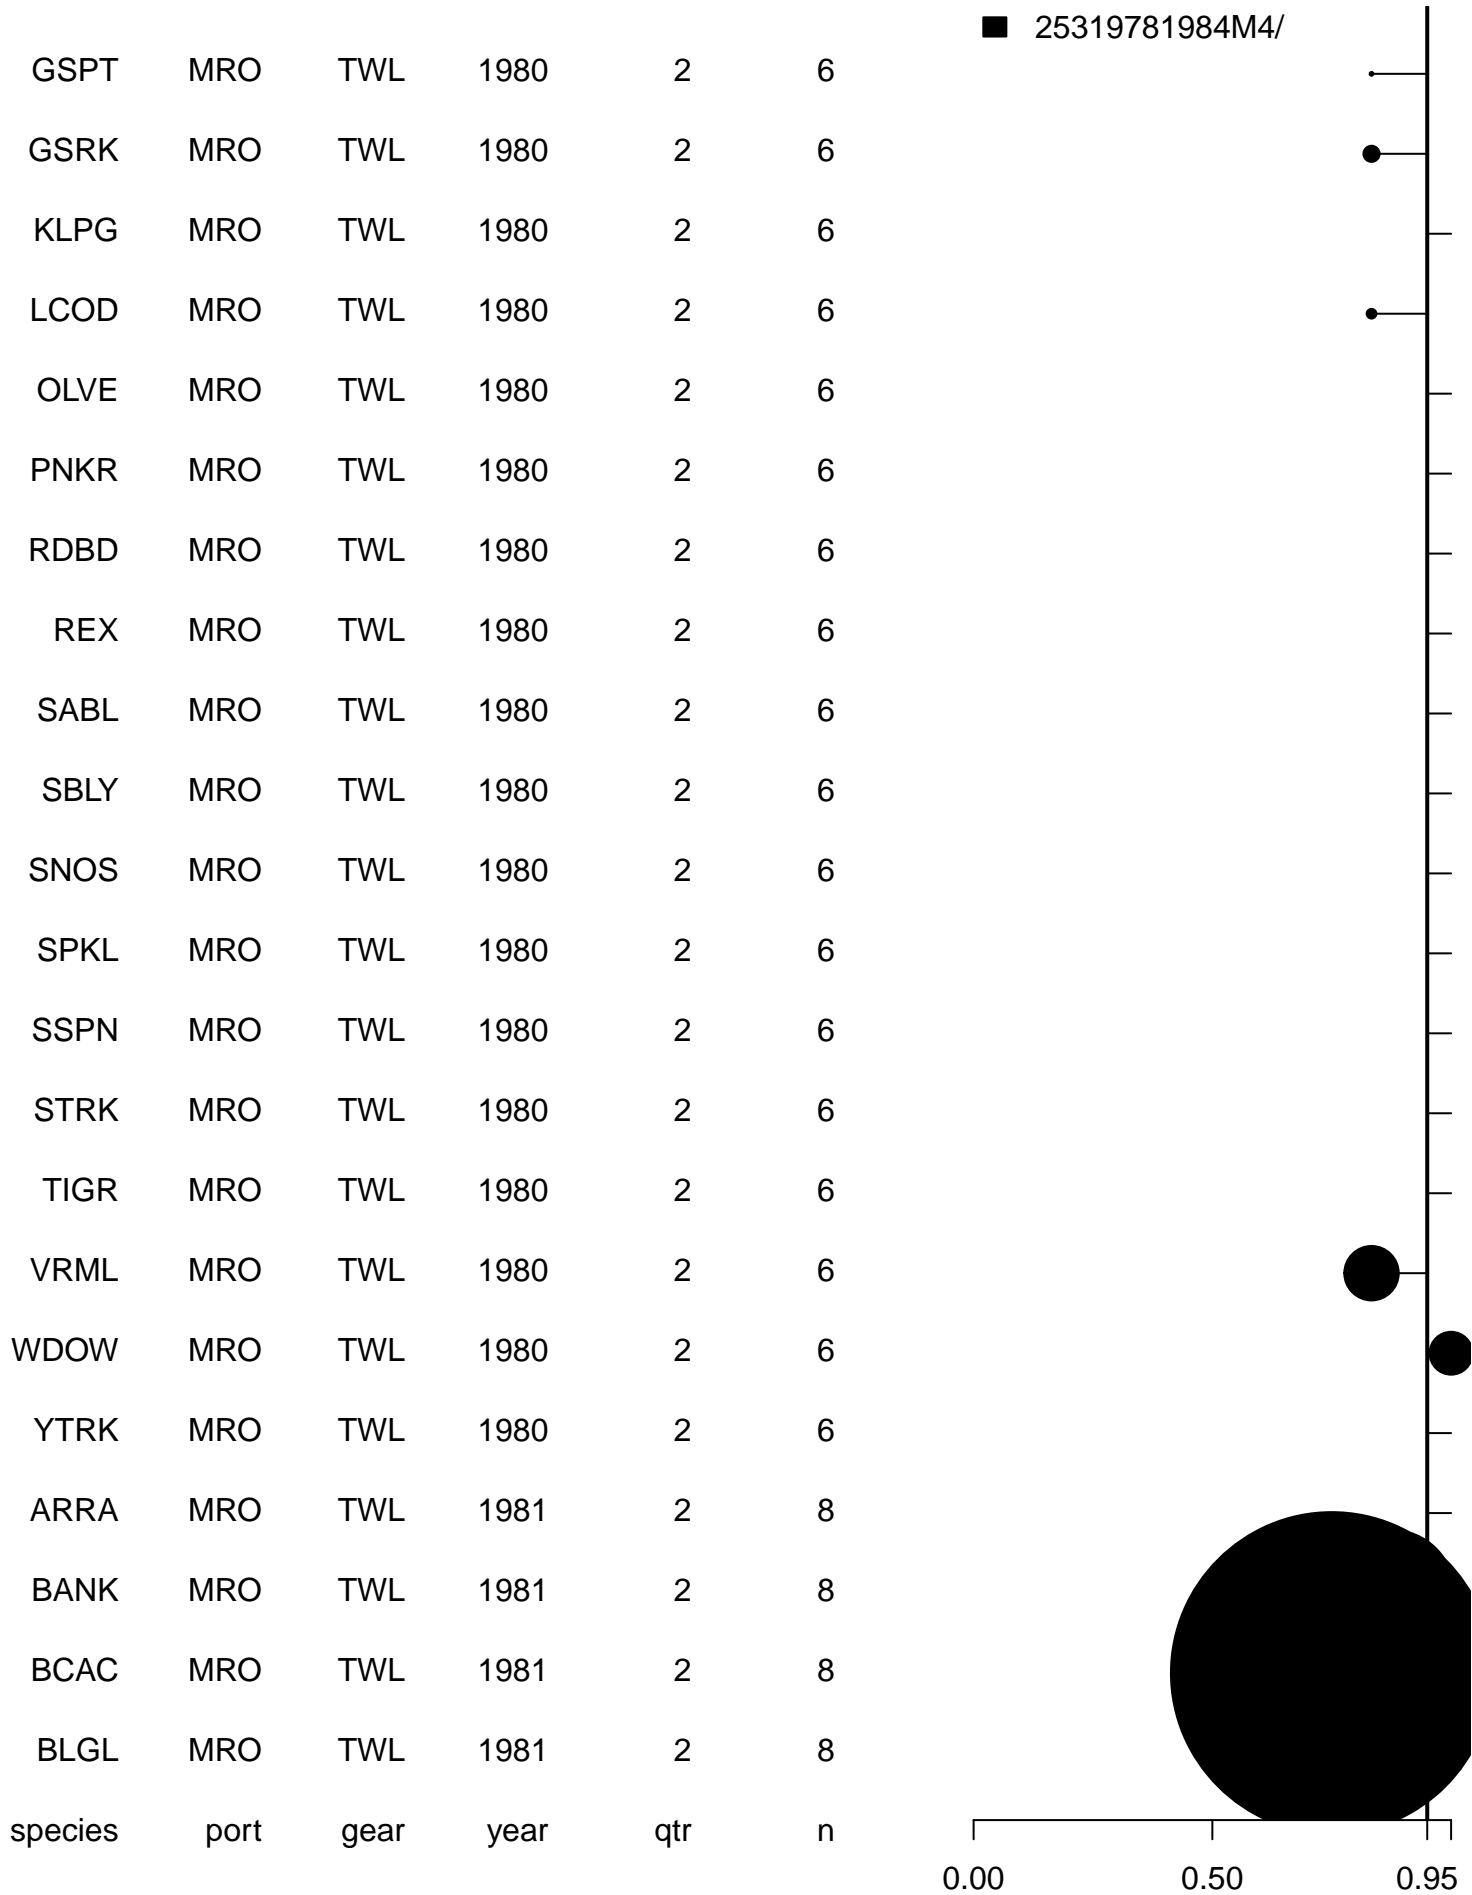 25319781984M4/
GSPT MRO TWL 1980 2 6
GSRK MRO TWL 1980 2 6
KLPG MRO TWL 1980 2 6
LCOD MRO TWL 1980 2 6
OLVE MRO TWL 1980 2 6
PNKR MRO TWL 1980 2 6
RDBD MRO TWL 1980 2 6
REX MRO TWL 1980 2 6
SABL MRO TWL 1980 2 6
SBLY MRO TWL 1980 2 6
SNOS MRO TWL 1980 2 6
SPKL MRO TWL 1980 2 6
SSPN MRO TWL 1980 2 6
STRK MRO TWL 1980 2 6
TIGR MRO TWL 1980 2 6
VRML MRO TWL 1980 2 6
WDOW MRO TWL 1980 2 6
YTRK MRO TWL 1980 2 6
ARRA MRO TWL 1981 2 8
BANK MRO TWL 1981 2 8
BCAC MRO TWL 1981 2 8
BLGL MRO TWL 1981 2 8
species port gear year qtr n
0.00 0.50 0.95